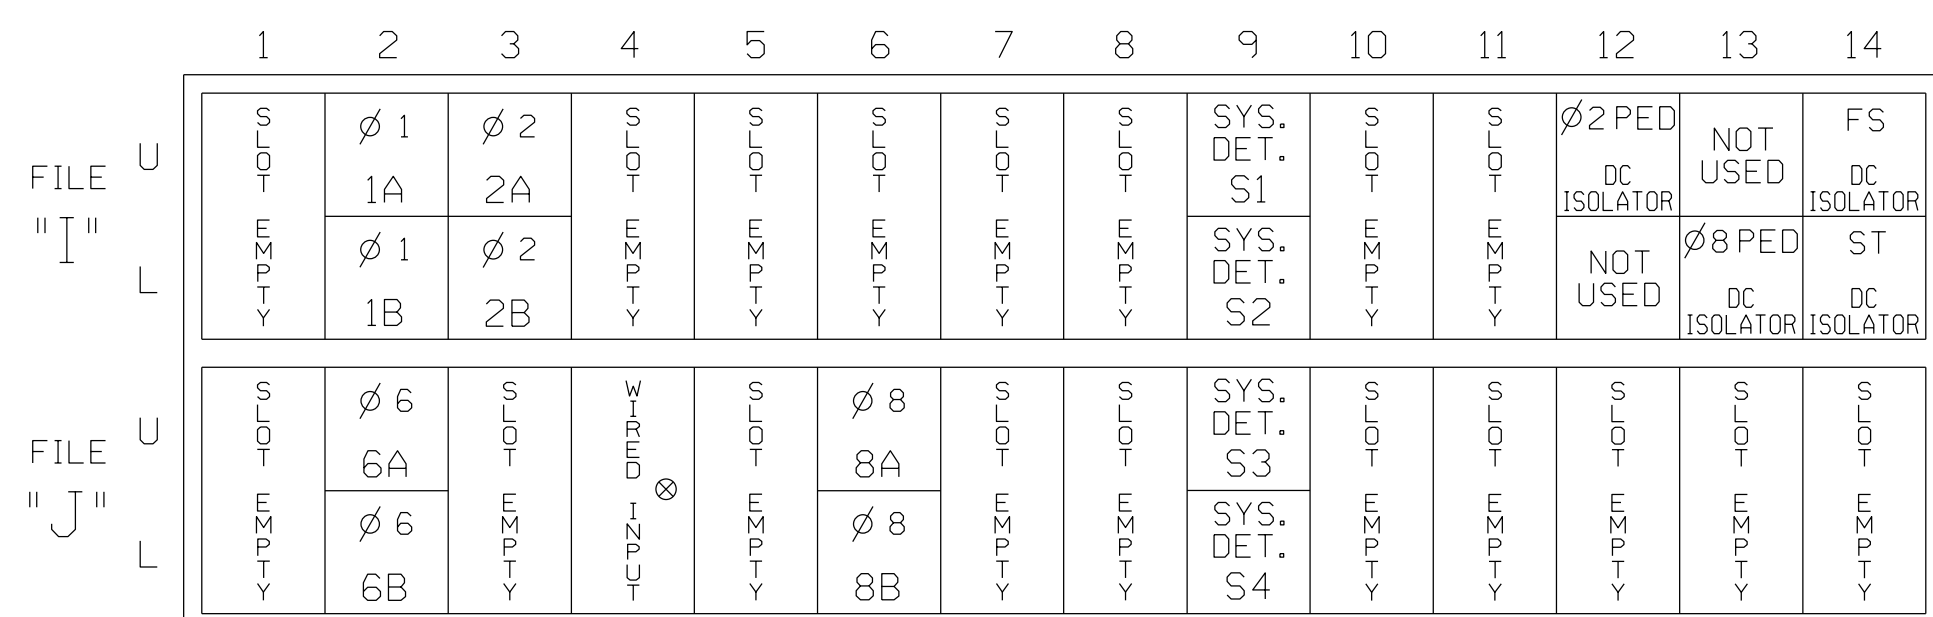 1 2 3 4 5 6 7 8 9 10 11 12 13 14
FILE
"I"
U
L
SLOT EMPTY
Ø 1
1A
Ø 1
1B
Ø 2
2A
Ø 2
2B
SLOT EMPTY
SLOT EMPTY
SLOT EMPTY
SLOT EMPTY
SLOT EMPTY
SYS.
DET.
S1
SYS.
DET.
S2
SLOT EMPTY
SLOT EMPTY
Ø2 PED
DC
ISOLATOR
NOT
USED
NOT
USED
Ø8 PED
DC
ISOLATOR
FS
DC
ISOLATOR
ST
DC
ISOLATOR
FILE
"J"
U
L
SLOT EMPTY
Ø 6
6A
Ø 6
6B
SLOT EMPTY
WIRED INPUT
SLOT EMPTY
Ø 8
8A
Ø 8
8B
SLOT EMPTY
SLOT EMPTY
SYS.
DET.
S3
SYS.
DET.
S4
SLOT EMPTY
SLOT EMPTY
SLOT EMPTY
SLOT EMPTY
SLOT EMPTY